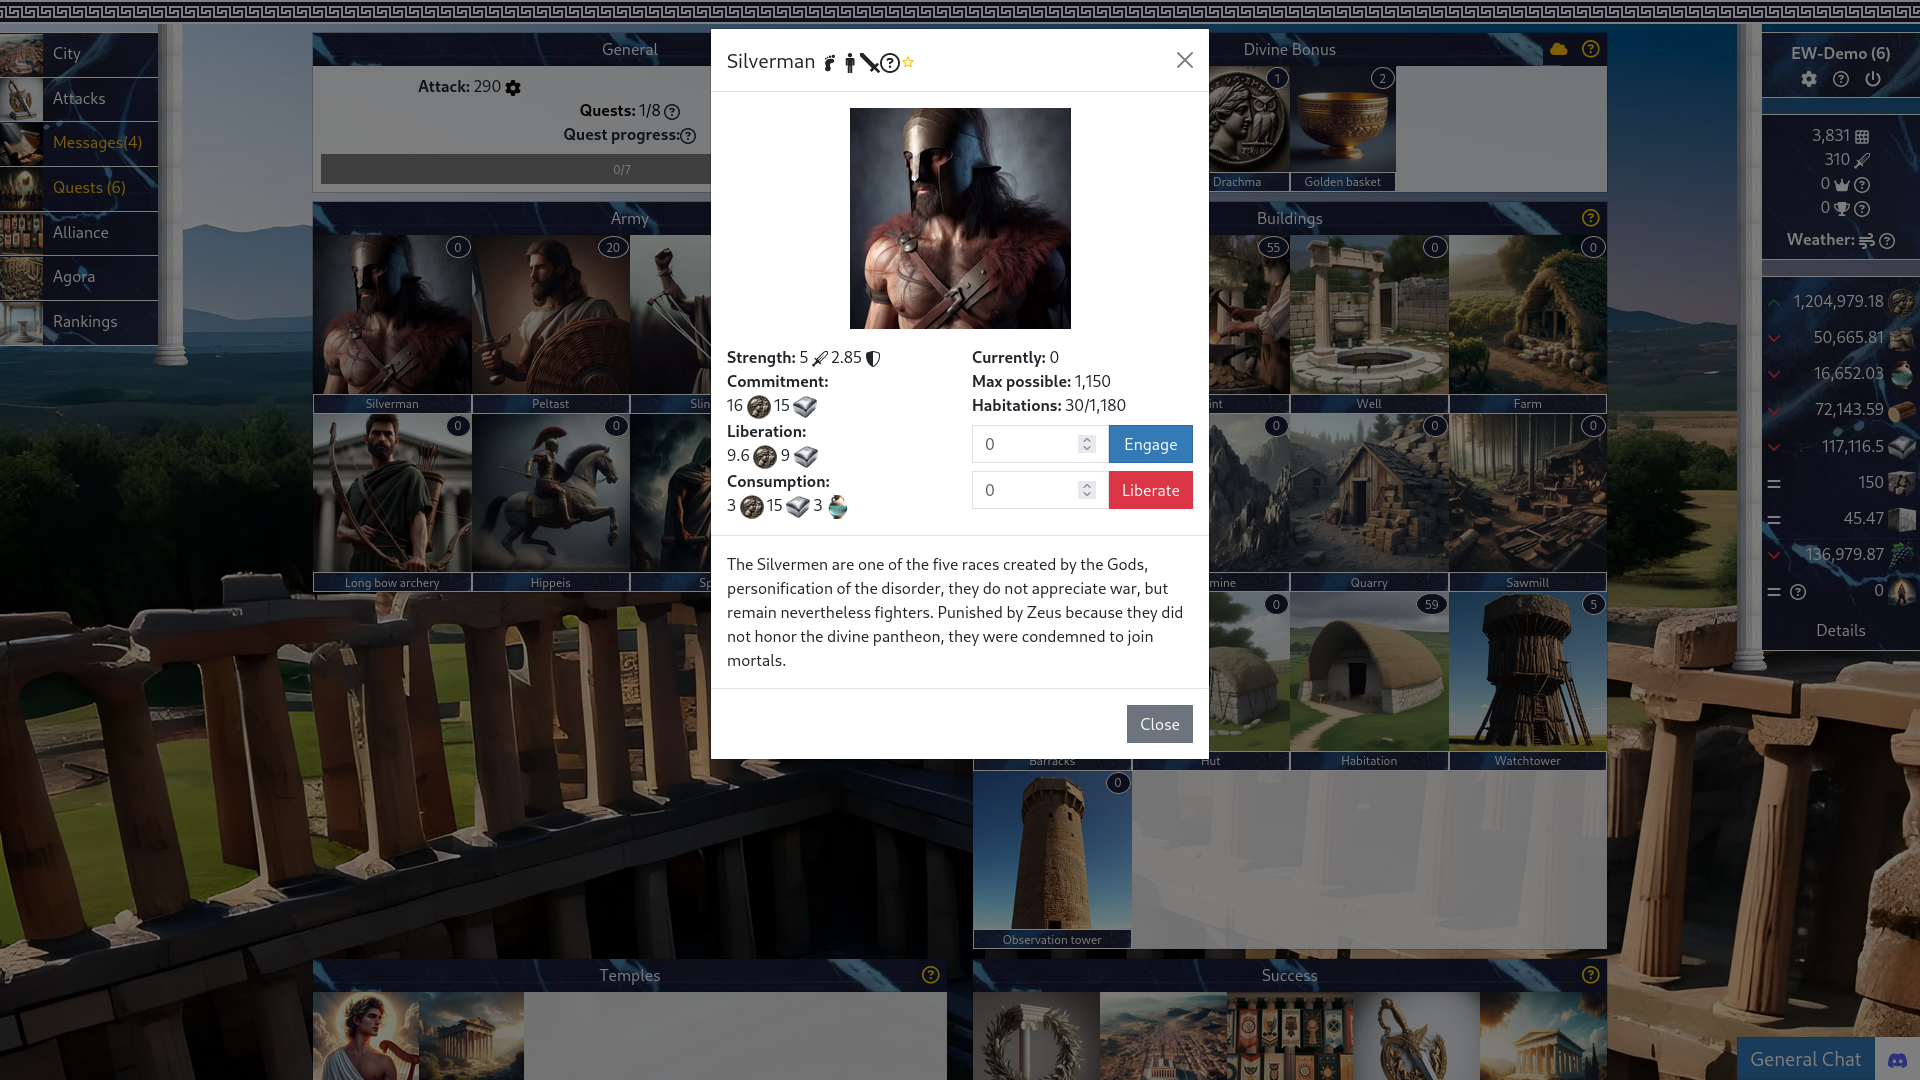 City
Attacks
Messages(4)
Quests (6)
Alliance
Agora
Rankings
General
Attack: 290
Quests: 1/8
Quest progress:
0/7
Army
0
20
Silverman
Peltast
Slin
0
0
Long bow archery
Hippeis
Sp
Silverman
Strength: 5 2.85
Commitment:
16 15
Liberation:
9.6 9
Consumption:
3 15 3
Currently: 0
Max possible: 1,150
Habitations: 30/1,180
0
Engage
0
Liberate
The Silvermen are one of the five races created by the Gods,
personification of the disorder, they do not appreciate war, but
remain nevertheless fighters. Punished by Zeus because they did
not honor the divine pantheon, they were condemned to join
mortals.
Close
Divine Bonus
1
2
Drachma
Golden basket
Buildings
55
0
0
int
Well
Farm
0
0
0
mine
Quarry
Sawmill
0
59
5
Barracks
Hut
Habitation
Watchtower
0
Observation tower
Temples
Success
EW-Demo (6)
3,831
310
0
0
Weather:
1,204,979.18
50,665.81
16,652.03
72,143.59
117,116.5
150
45.47
136,979.87
0
Details
General Chat